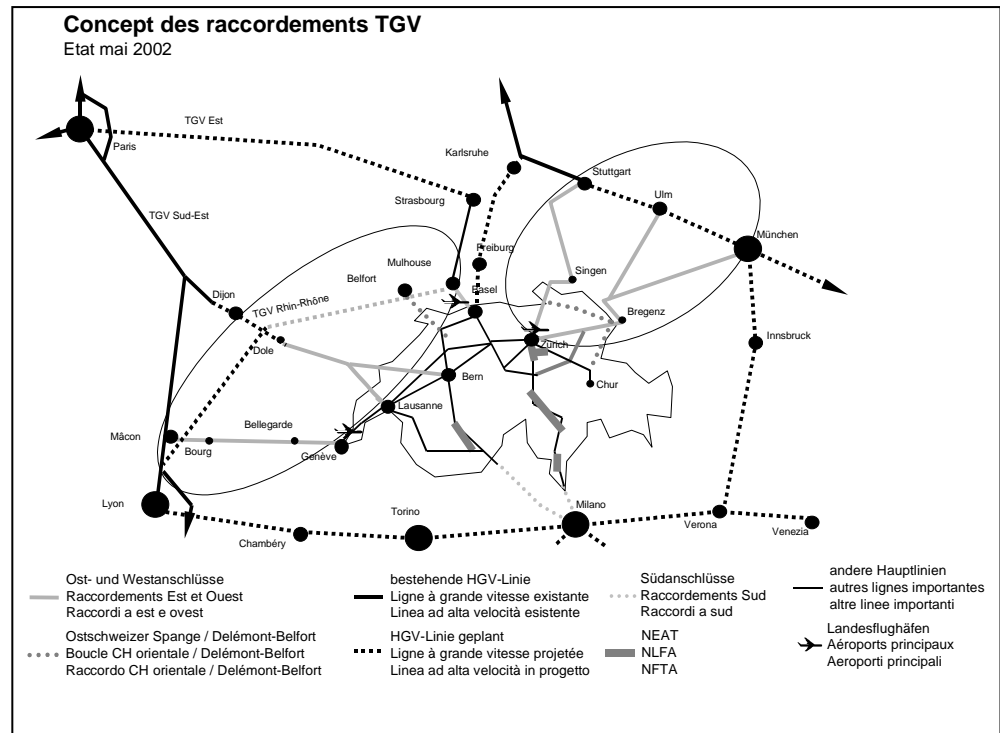 Concept des raccordements TGV
Etat mai 2002
TGV Est
Paris
Karlsruhe
Stuttgart
Strasbourg
Ulm
TGV Sud-Est
München
Freiburg
Mulhouse
Belfort
Singen
Basel
Dijon
TGV Rhin-Rhône
Bregenz
Innsbruck
Dole
Zürich
Bern
Chur
Lausanne
Mâcon
Bellegarde
Bourg
Genève
Lyon
Torino
Milano
Chambéry
Verona
Venezia
Ost- und Westanschlüsse
Raccordements Est et Ouest
Raccordi a est e ovest
Ostschweizer Spange / Delémont-Belfort
Boucle CH orientale / Delémont-Belfort
Raccordo CH orientale / Delémont-Belfort
bestehende HGV-Linie
Ligne à grande vitesse existante
Linea ad alta velocità esistente
HGV-Linie geplant
Ligne à grande vitesse projetée
Linea ad alta velocità in progetto
Südanschlüsse
Raccordements Sud
Raccordi a sud
NEAT
NLFA
NFTA
andere Hauptlinien
autres lignes importantes
altre linee importanti
Landesflughäfen
Aéroports principaux
Aeroporti principali